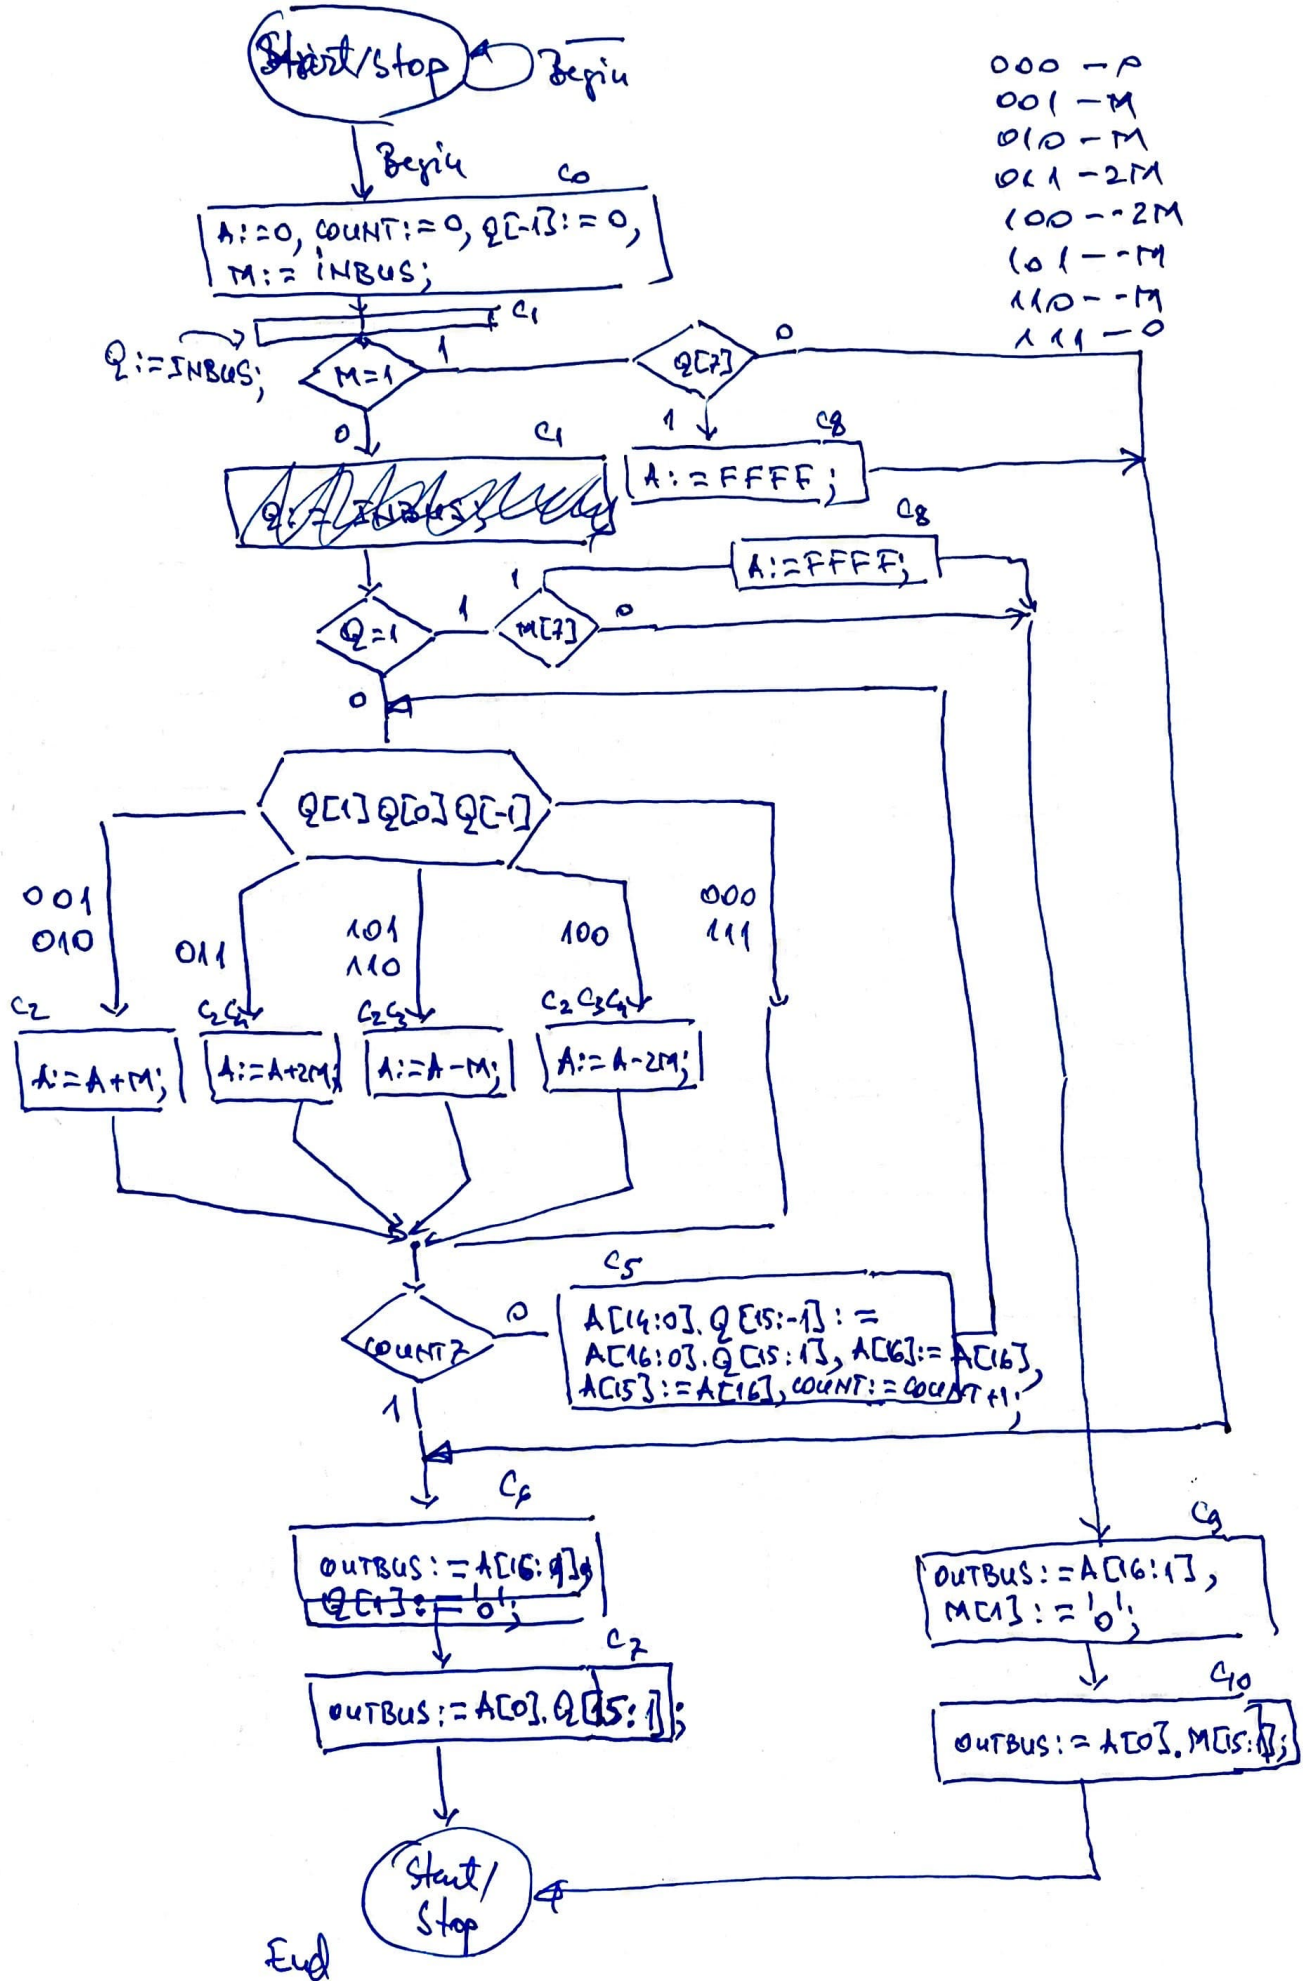 Start/Stop
Begin
Begin
000 - 0
001 - M
010 - M
011 - 2M
100 - -2M
101 - -M
110 - -M
111 - 0
C0
A:=0, COUNT:=0, Q[-1]:=0,
M:= INBUS;
C1
Q:=INBUS;
M=1
1
0
Q[7]
0
1
C8
A:=FFFF;
C1
Q:= INBUS;
C8
A:=FFFF;
Q=1
1
0
M[7]
1
0
Q[1] Q[0] Q[-1]
001
010
011
101
110
100
000
111
C2
A:=A+M;
C2C4
A:=A+2M;
C2C3
A:=A-M;
C2C3C4
A:=A-2M;
COUNT7
0
1
C5
A[14:0].Q[15:-1]:=
A[16:0].Q[15:1], A[16]:=A[16],
A[15]:=A[16], COUNT:=COUNT+1;
C6
OUTBUS:=A[16:1],
Q[1]:='0';
C7
OUTBUS:=A[0].Q[15:1];
C9
OUTBUS:=A[16:1],
M[1]:='0';
C10
OUTBUS:=A[0].M[15:1];
Start/
Stop
End